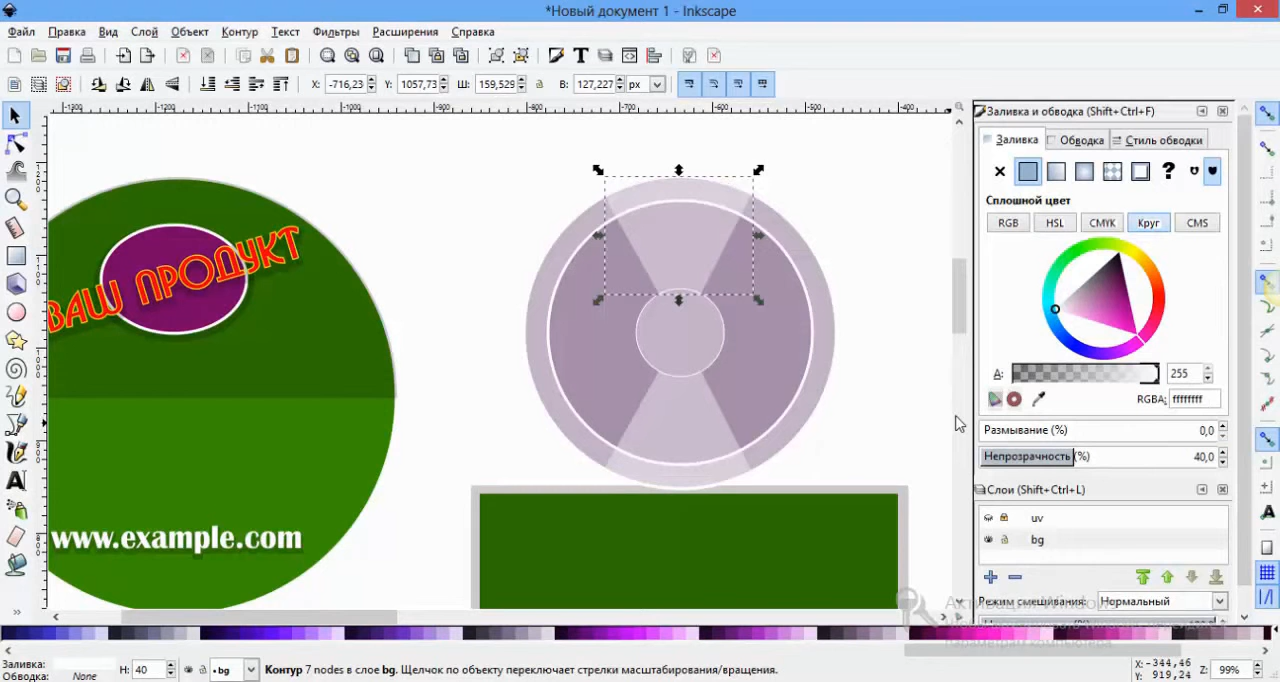 *Новый документ 1 - Inkscape
Файл Правка Вид Слой Объект Контур Текст Фильтры Расширения Справка
X: -716,23 Y: 1057,73 Ш: 159,529 В: 127,227 px
Заливка и обводка (Shift+Ctrl+F)
Заливка Обводка Стиль обводки
Сплошной цвет
RGB HSL CMYK Круг CMS
A: 255
RGBA: ffffffff
Размывание (%) 0,0
Непрозрачность (%) 40,0
Слои (Shift+Ctrl+L)
uv
bg
Режим смешивания: Нормальный
ВАШ ПРОДУКТ
www.example.com
Активация Windows
параметрам компьютера.
Заливка:
Обводка: None
Н: 40
bg
Контур 7 nodes в слое bg. Щелчок по объекту переключает стрелки масштабирования/вращения.
X: -344,46
Y: 919,24
Z: 99%